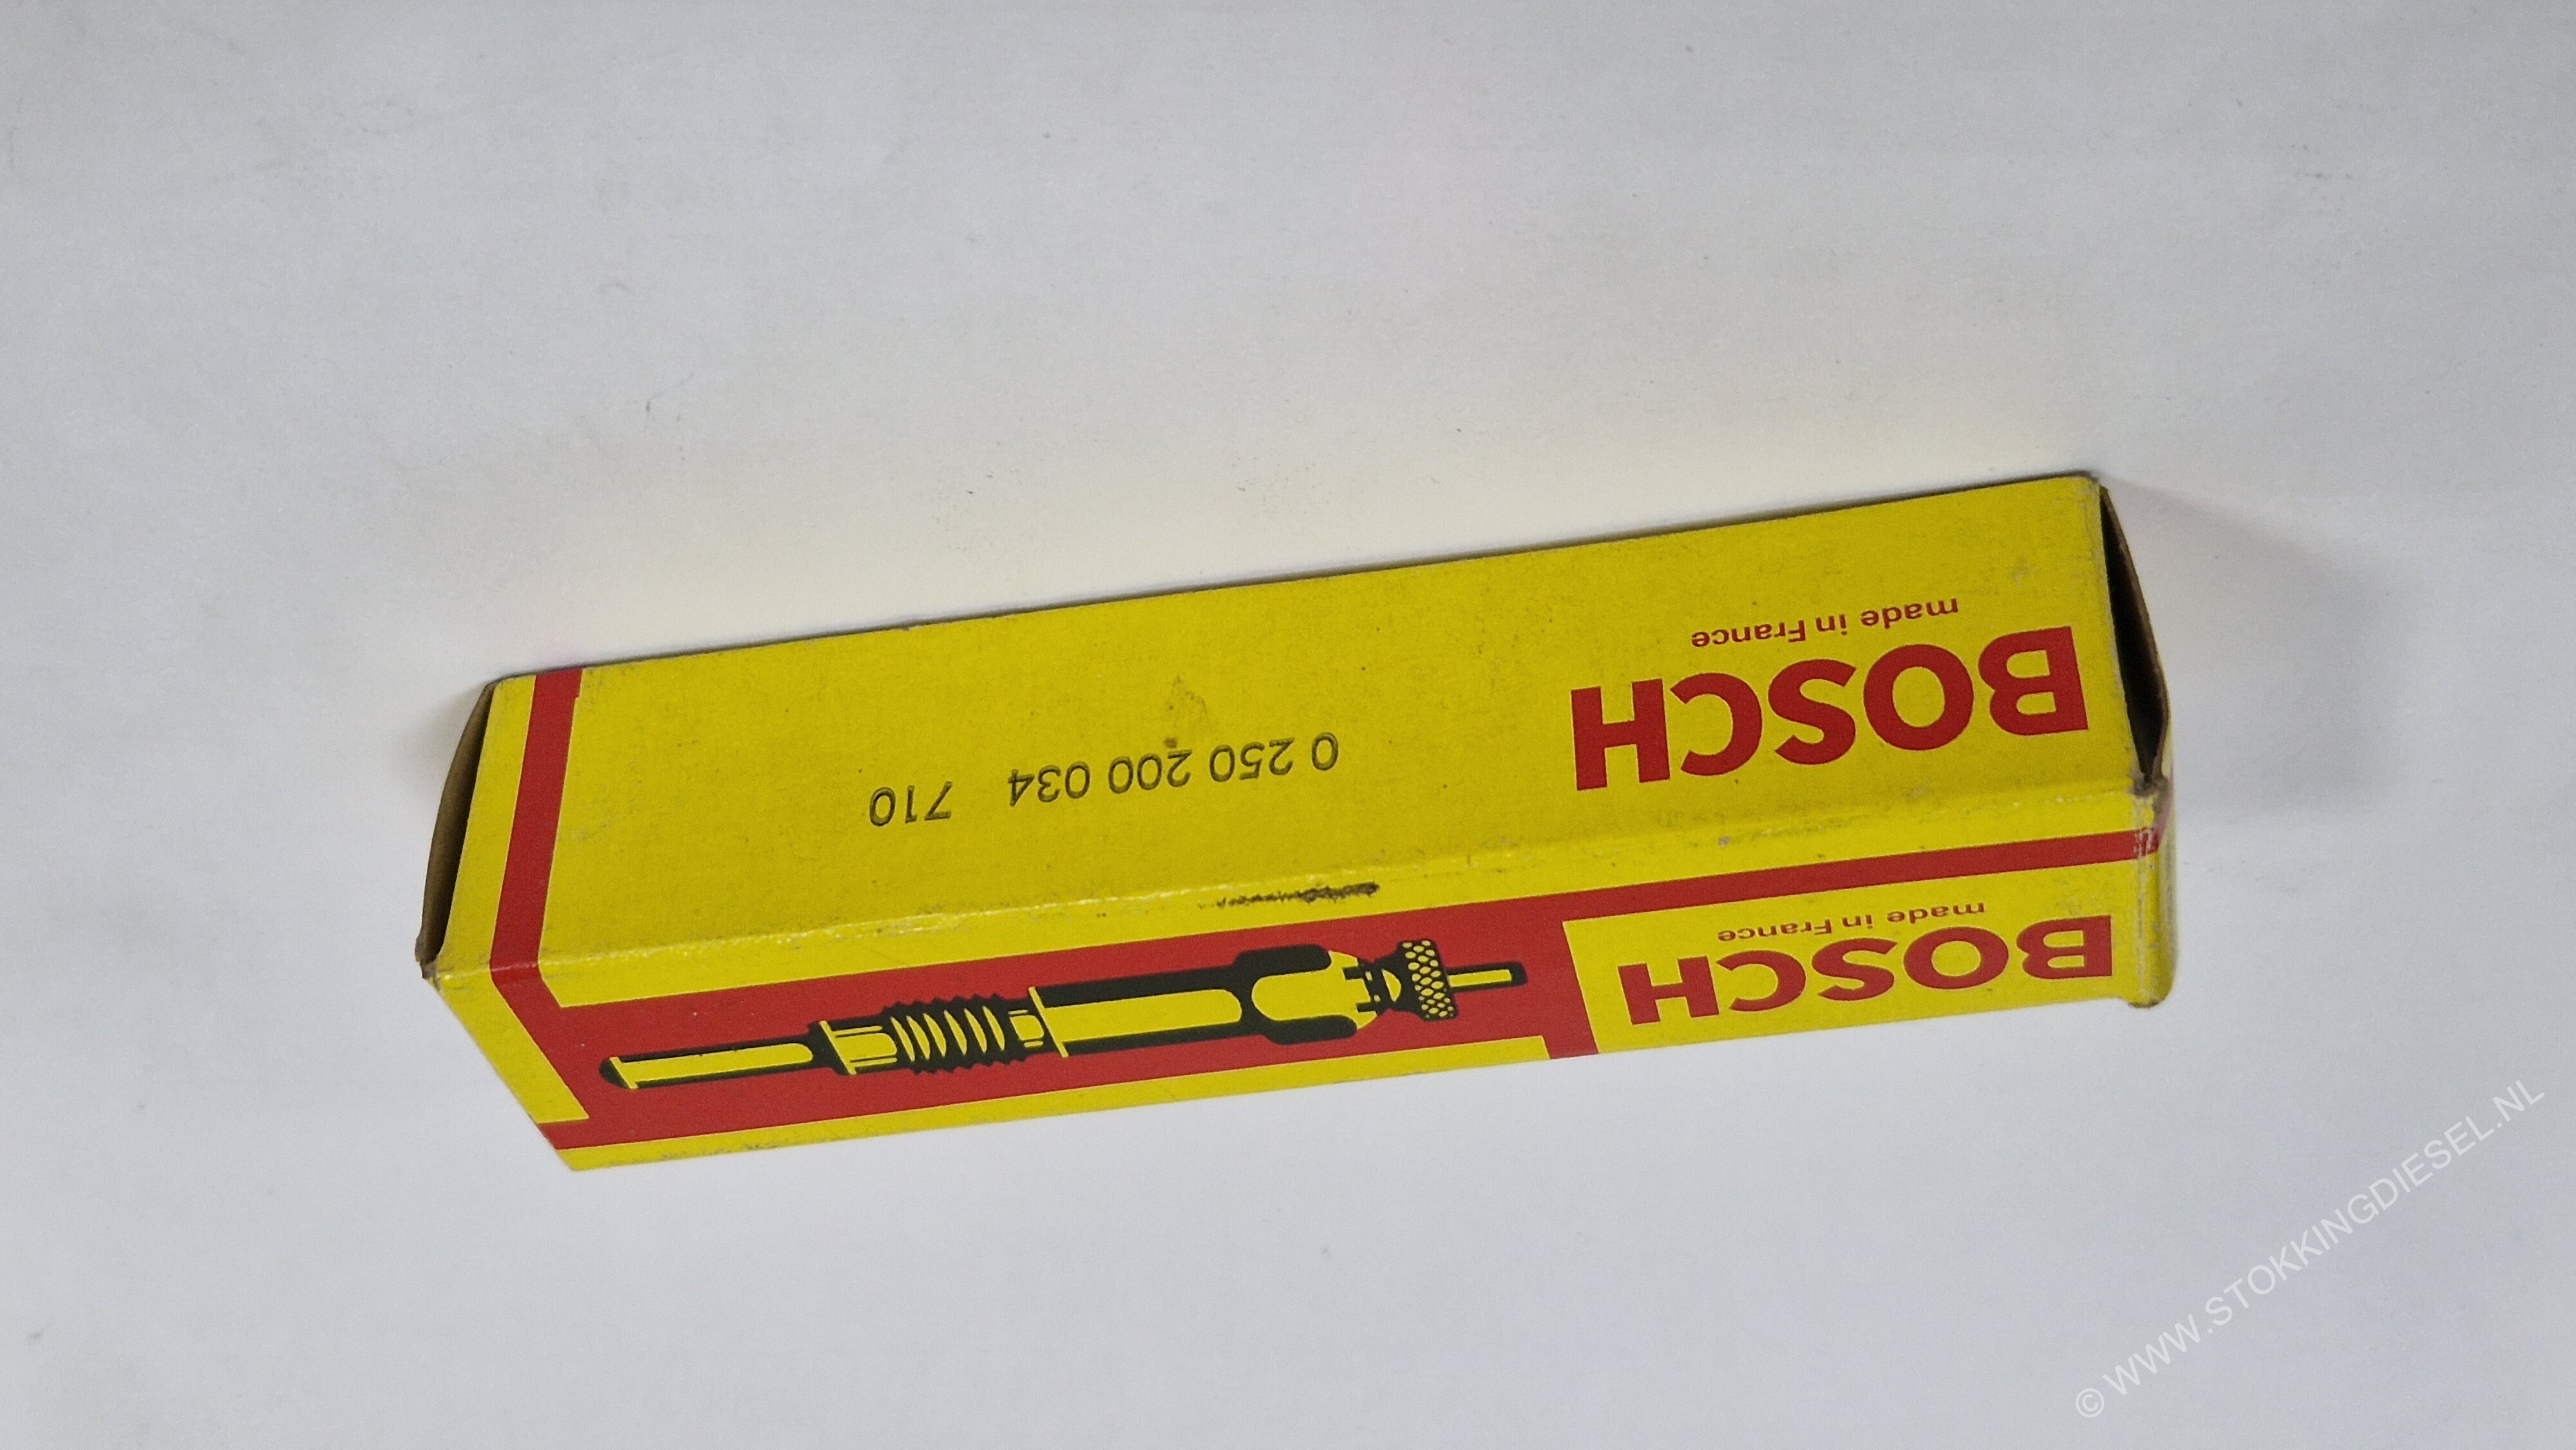 BOSCH
made in France
0 250 200 034 710
BOSCH
made in France
© WWW.STOKKINGDIESEL.NL